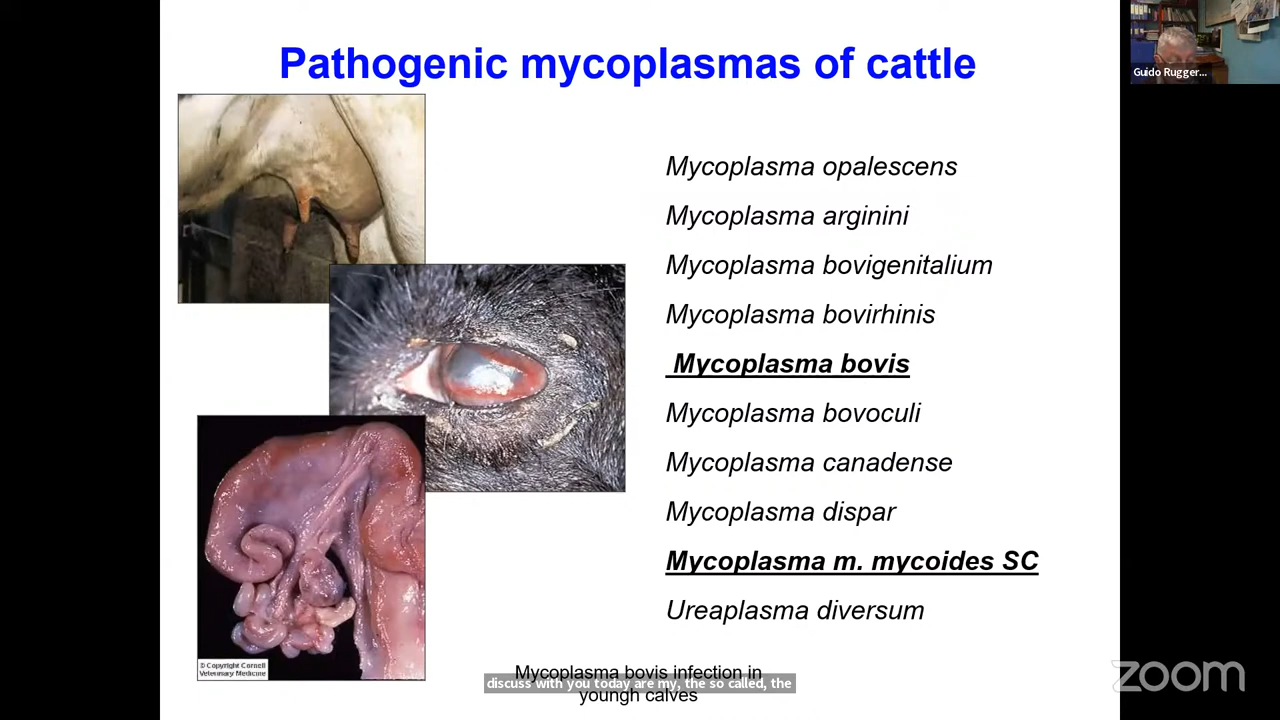 Pathogenic mycoplasmas of cattle
Guido Rugger...
Mycoplasma opalescens
Mycoplasma arginini
Mycoplasma bovigenitalium
Mycoplasma bovirhinis
Mycoplasma bovis
Mycoplasma bovoculi
Mycoplasma canadense
Mycoplasma dispar
Mycoplasma m. mycoides SC
Ureaplasma diversum
© Copyright Cornell
Veterinary Medicine
Mycoplasma bovis infection in
discuss with you today are my, the so called, the
youngh calves
zoom